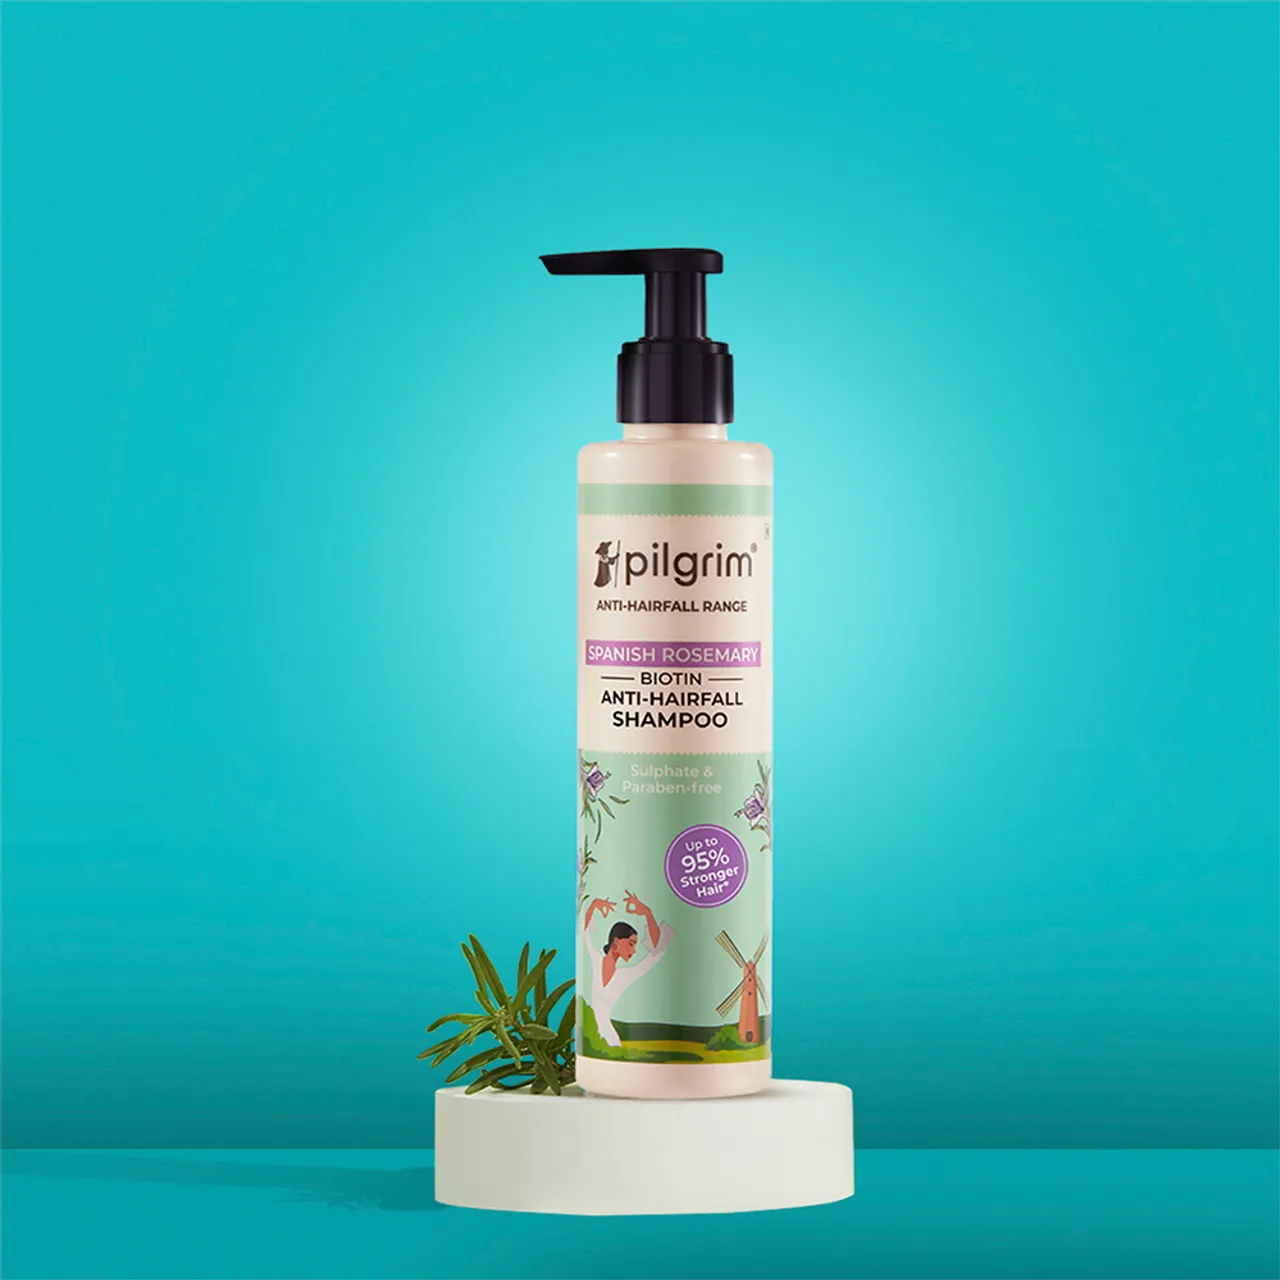 pilgrim®
ANTI-HAIRFALL RANGE
SPANISH ROSEMARY
BIOTIN
ANTI-HAIRFALL
SHAMPOO
Sulphate &
Paraben-free
Up to
95%
Stronger
Hair*